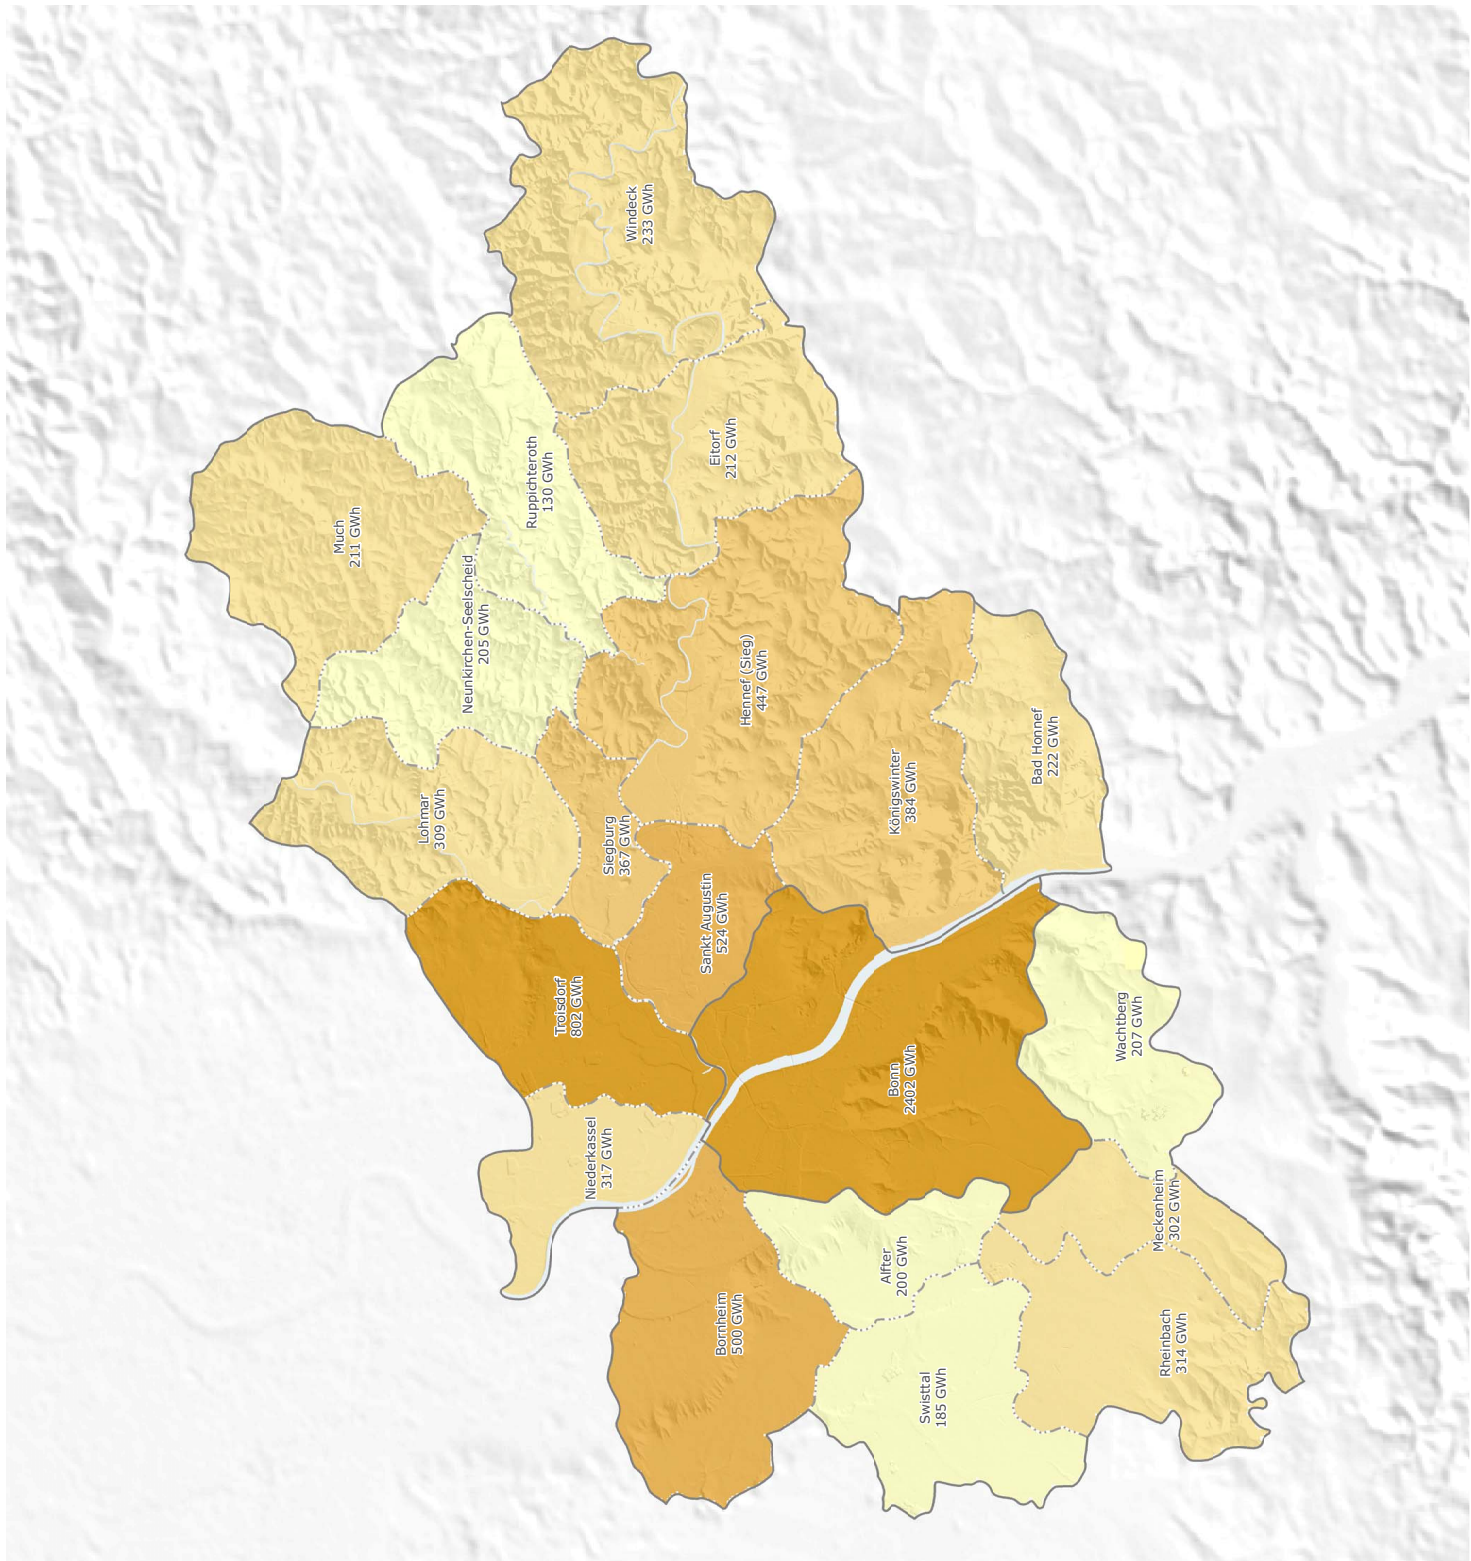 Much
211 GWh
Lohmar
309 GWh
Neunkirchen-Seelscheid
205 GWh
Ruppichteroth
130 GWh
Troisdorf
802 GWh
Niederkassel
317 GWh
Siegburg
367 GWh
Windeck
233 GWh
Sankt Augustin
524 GWh
Eitorf
212 GWh
Bornheim
500 GWh
Hennef (Sieg)
447 GWh
Alfter
200 GWh
Bonn
2402 GWh
Königswinter
384 GWh
Swisttal
185 GWh
Bad Honnef
222 GWh
Wachtberg
207 GWh
Meckenheim
302 GWh
Rheinbach
314 GWh